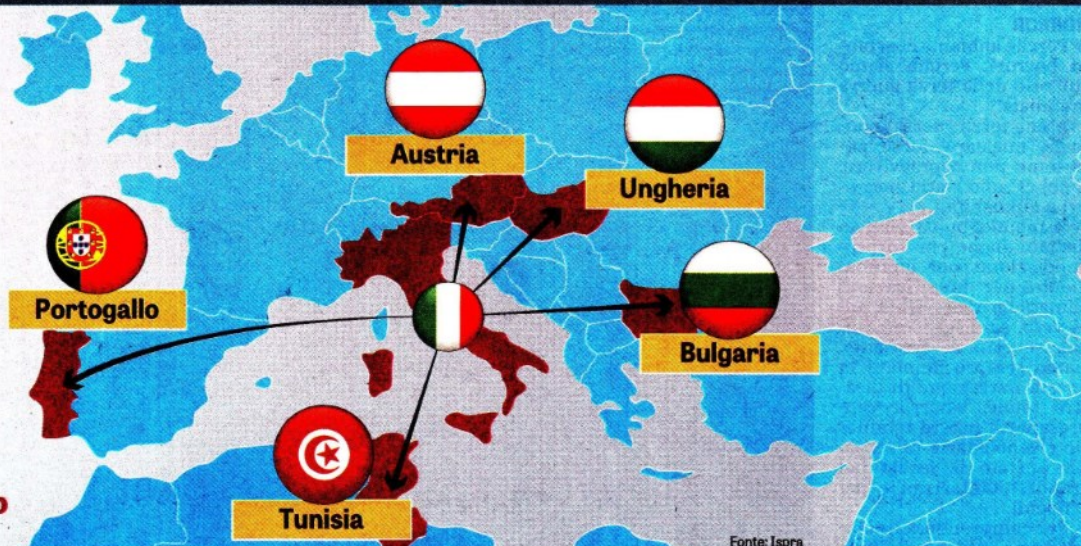 Austria
Ungheria
Portogallo
Bulgaria
Tunisia
Fonte: Ispra